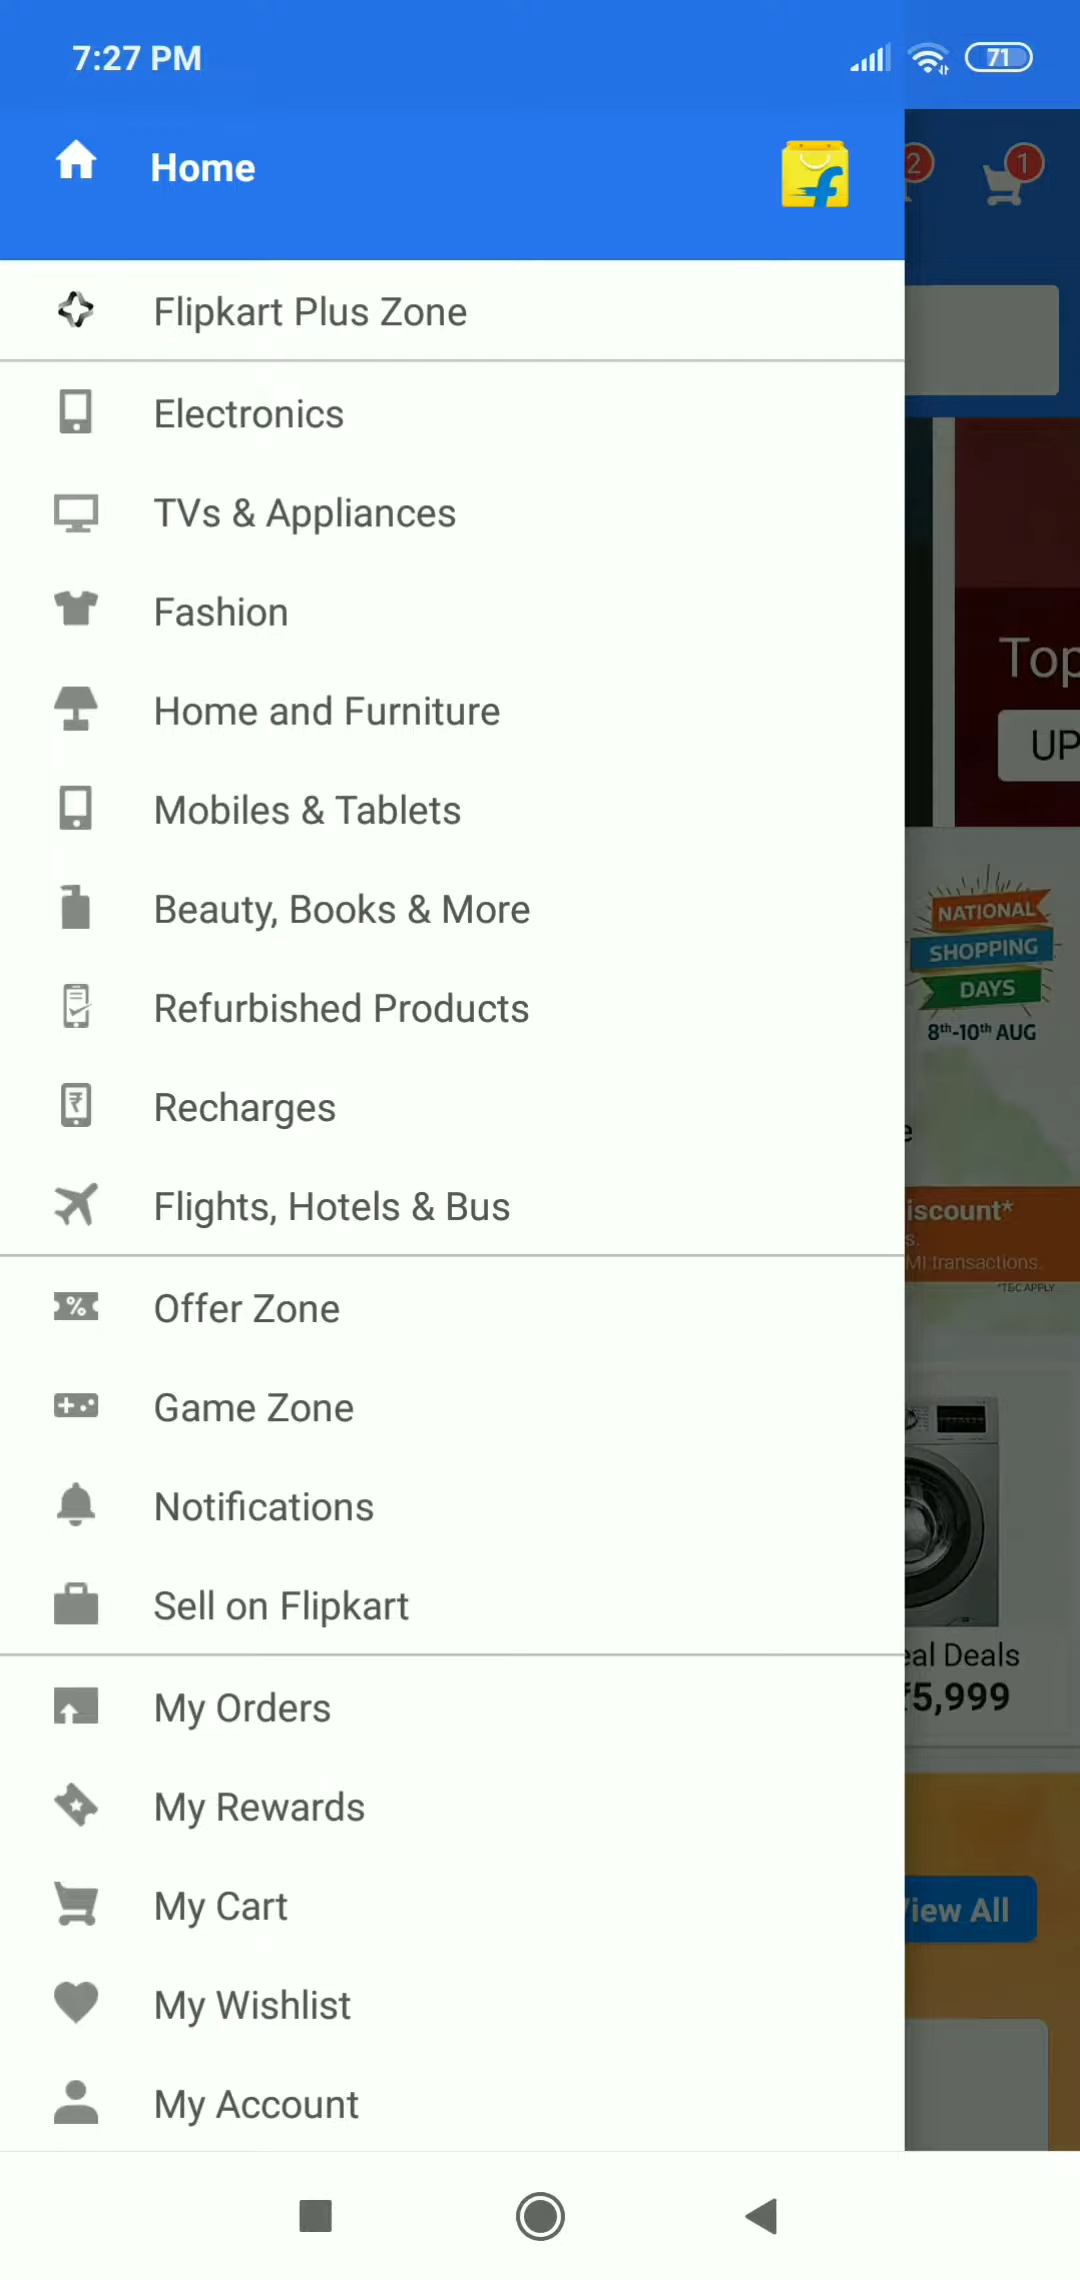 7:27 PM
71
Home
2
1
Flipkart Plus Zone
Electronics
TVs & Appliances
Fashion
Top
Home and Furniture
UP
Mobiles & Tablets
Beauty, Books & More
NATIONAL
SHOPPING
DAYS
8th-10th AUG
Refurbished Products
Recharges
e
Flights, Hotels & Bus
iscount*
s.
MI transactions.
*T&C APPLY
Offer Zone
Game Zone
Notifications
Sell on Flipkart
eal Deals
₹5,999
My Orders
My Rewards
My Cart
View All
My Wishlist
My Account